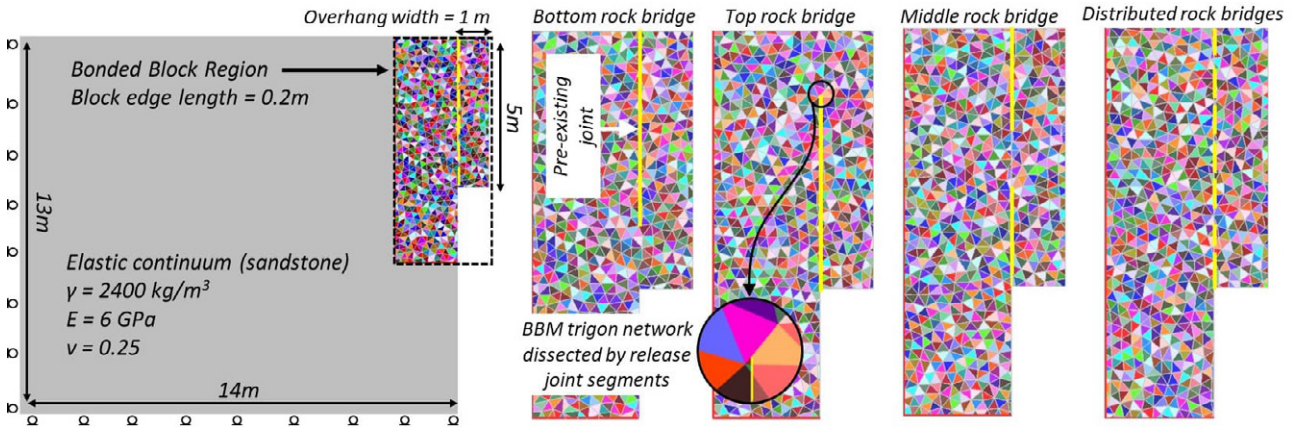 Overhang width = 1 m
Bonded Block Region
Block edge length = 0.2m
5m
13m
Elastic continuum (sandstone)
γ = 2400 kg/m³
E = 6 GPa
ν = 0.25
14m
Bottom rock bridge
Pre-existing
joint
Top rock bridge
BBM trigon network
dissected by release
joint segments
Middle rock bridge
Distributed rock bridges